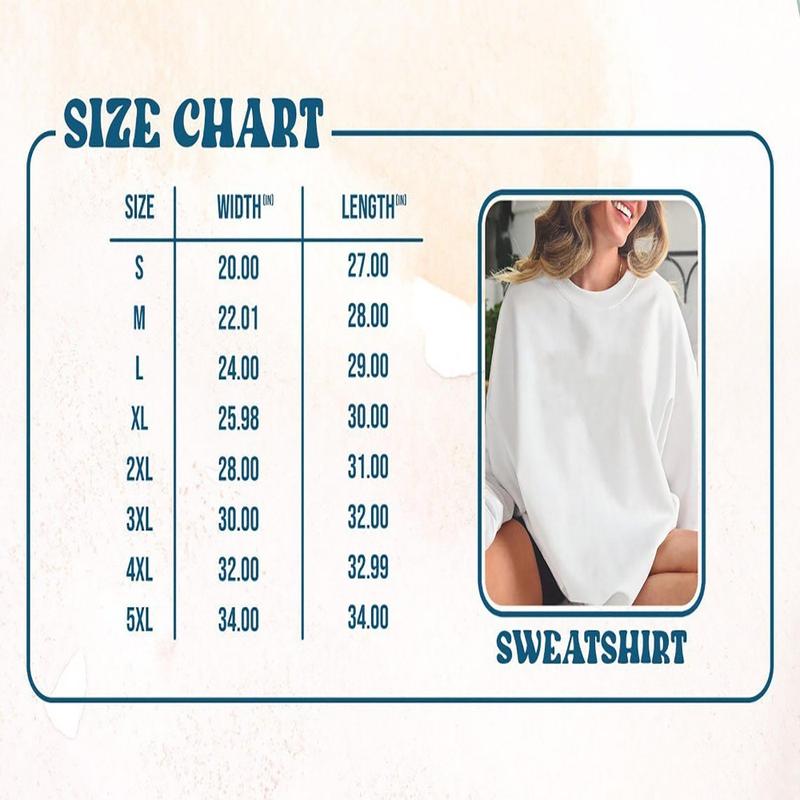 SIZE CHART
SIZE WIDTH(IN) LENGTH(IN)
S 20.00 27.00
M 22.01 28.00
L 24.00 29.00
XL 25.98 30.00
2XL 28.00 31.00
3XL 30.00 32.00
4XL 32.00 32.99
5XL 34.00 34.00
SWEATSHIRT